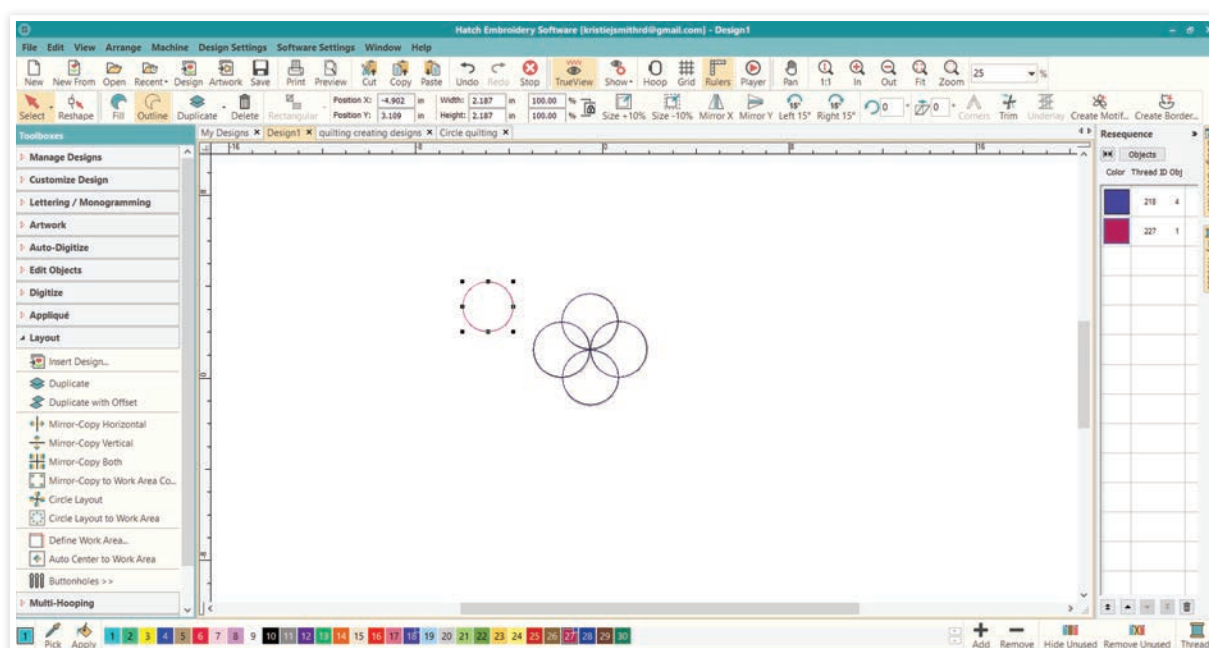 Hatch Embroidery Software [kristiejsmithrd@gmail.com] - Design1
File Edit View Arrange Machine Design Settings Software Settings Window Help
New New From Open Recent Design Artwork Save Print Preview Cut Copy Paste Undo Redo Stop TrueView Show Hoop Grid Rulers Player Pan 1:1 In Out Fit Zoom 25 %
Select Reshape Fill Outline Duplicate Delete Rectangular Position X: -4.902 in Width: 2.187 in 100.00 % Size +10% Size -10% Mirror X Mirror Y Left 15° Right 15° 0 0 Corners Trim Underlay Create Motif... Create Border...
Position Y: 3.109 in Height: 2.187 in 100.00 %
Toolboxes
My Designs Design1 quilting creating designs Circle quilting
Resequence
Manage Designs
Customize Design
Lettering / Monogramming
Artwork
Auto-Digitize
Edit Objects
Digitize
Appliqué
Layout
Insert Design...
Duplicate
Duplicate with Offset
Mirror-Copy Horizontal
Mirror-Copy Vertical
Mirror-Copy Both
Mirror-Copy to Work Area Co...
Circle Layout
Circle Layout to Work Area
Define Work Area...
Auto Center to Work Area
Buttonholes >>
Multi-Hooping
Objects
Color Thread ID Obj
218 4
227 1
1 Pick Apply 1 2 3 4 5 6 7 8 9 10 11 12 13 14 15 16 17 18 19 20 21 22 23 24 25 26 27 28 29 30
Add Remove Hide Unused Remove Unused Thread